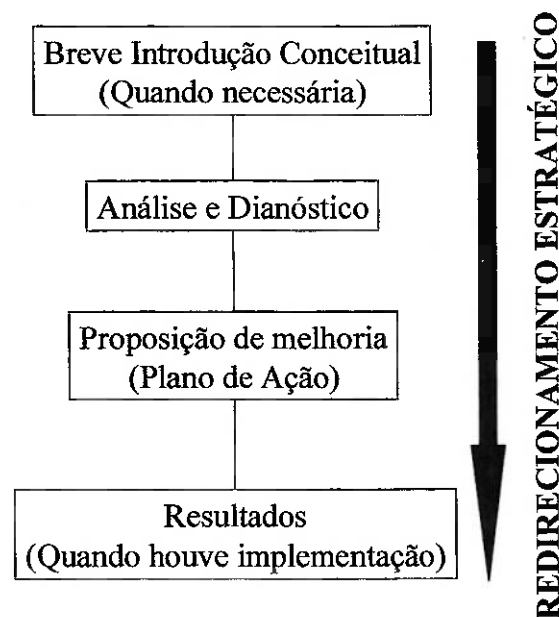 Breve Introdução Conceitual
(Quando necessária)
Análise e Dianóstico
Proposição de melhoria
(Plano de Ação)
Resultados
(Quando houve implementação)
REDIRECIONAMENTO ESTRATÉGICO